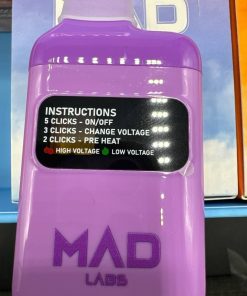 INSTRUCTIONS
5 CLICKS - ON/OFF
3 CLICKS - CHANGE VOLTAGE
2 CLICKS - PRE HEAT
HIGH VOLTAGE LOW VOLTAGE
MAD
LABS